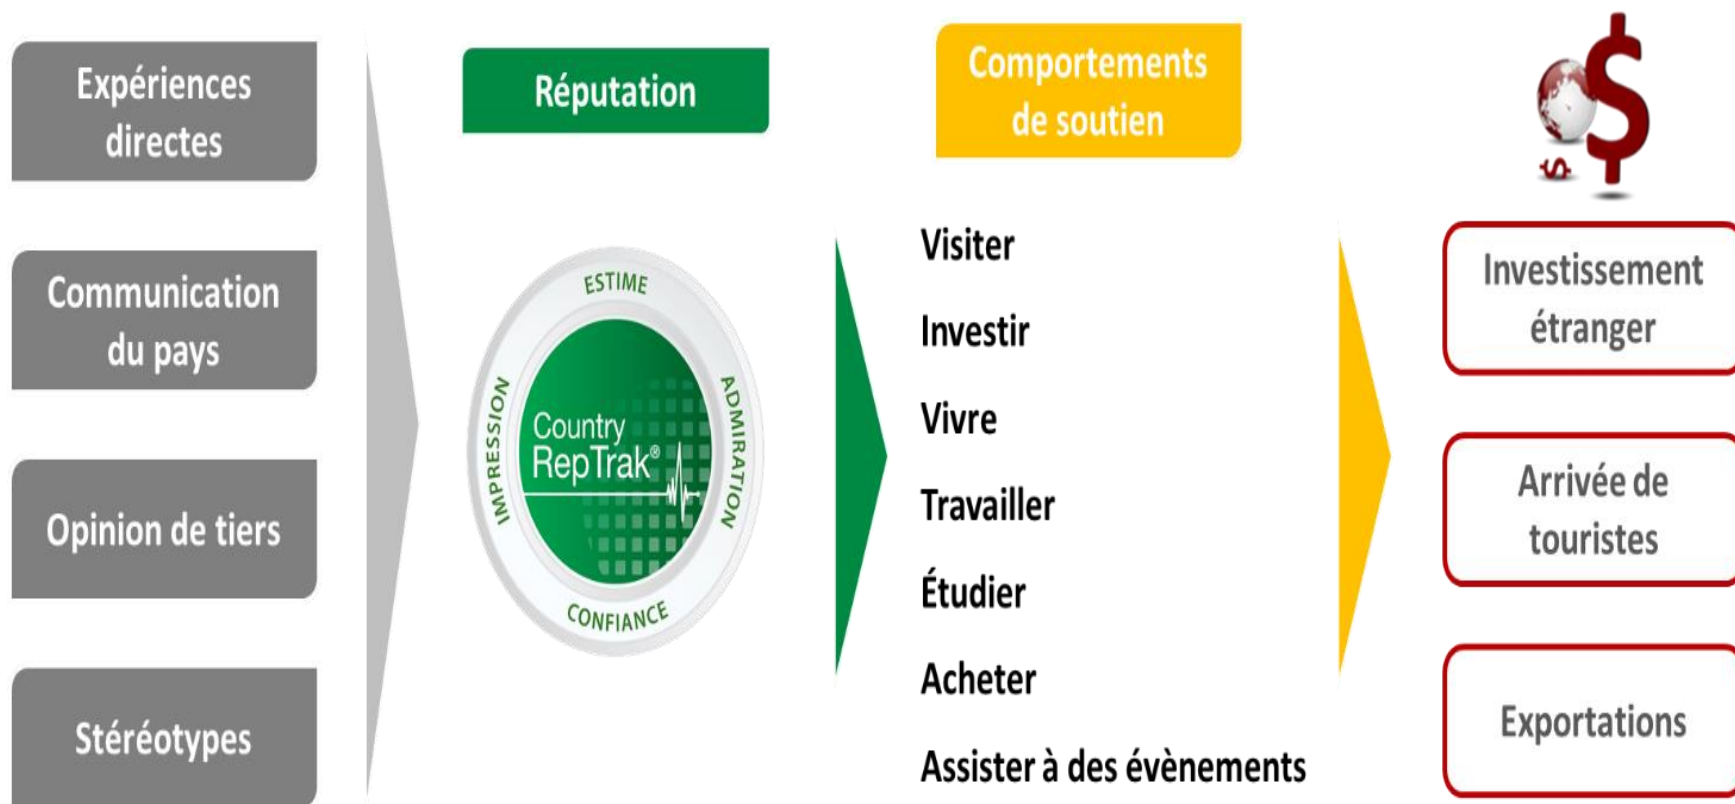 Expériences
directes
Communication
du pays
Opinion de tiers
Stéréotypes
Réputation
ESTIME
IMPRESSION
ADMIRATION
CONFIANCE
Country
RepTrak®
Comportements
de soutien
Visiter
Investir
Vivre
Travailler
Étudier
Acheter
Assister à des évènements
$
$
Investissement
étranger
Arrivée de
touristes
Exportations